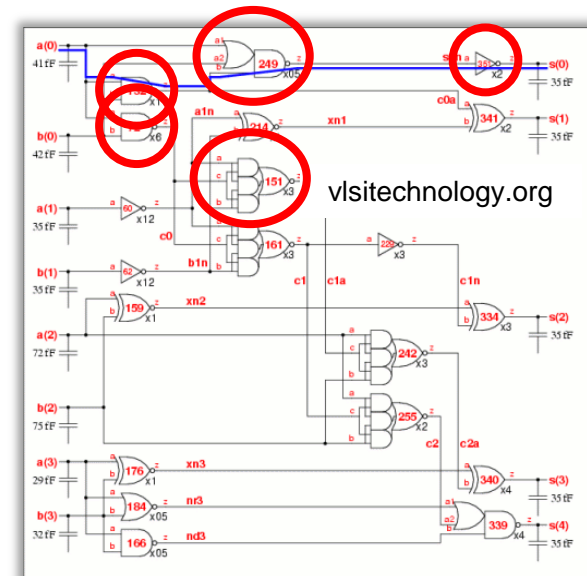 a(0) a1 z a z s(0)
a2 249 357
41fF b x05 x2 35fF
132
x1
c0a
a a1n a z s(1)
b(0) b 214 xn1 b 341
x6 x2 35fF
42fF
a
c 151 z
b x3
vlsitechnology.org
a(1) a 60 z
35fF x12
c0 a
c 161 z a z
b x3 x3
b(1) a 62 z b1n c1 c1a c1n
35fF x12
a 159 z xn2 a 334 z s(2)
b x1 b x3 35fF
a(2)
72fF
a
c 242 z
b x3
b(2) a
75fF c 255 z
b x2
c2 c2a
a(3) a 176 z xn3 a 340 z s(3)
29fF b x1 b x4 35fF
b(3) a 184 z nr3 a1
b x05 a2 339 z s(4)
32fF a 166 z nd3 b x4 35fF
b x05